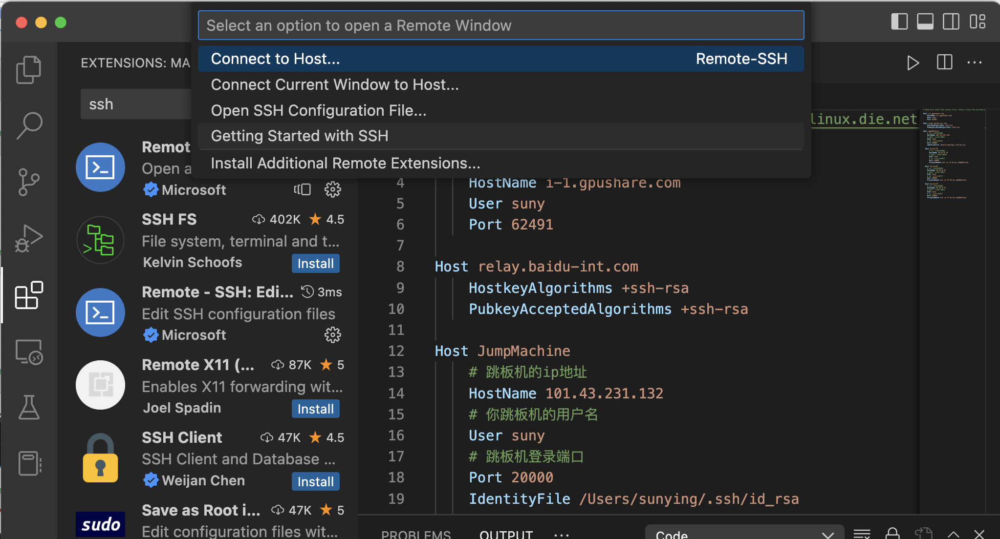 Select an option to open a Remote Window
Connect to Host...
Remote-SSH
Connect Current Window to Host...
Open SSH Configuration File...
Getting Started with SSH
Install Additional Remote Extensions...
EXTENSIONS: MA
ssh
Remot
Open a
Microsoft
SSH FS 402K 4.5
File system, terminal and t...
Kelvin Schoofs Install
Remote - SSH: Edi... 3ms
Edit SSH configuration files
Microsoft
Remote X11 (... 87K 5
Enables X11 forwarding wit...
Joel Spadin Install
SSH Client 47K 4.5
SSH Client and Database ...
Weijan Chen Install
sudo
Save as Root i... 47K 5
Edit configuration files wit...
linux.die.net
4 HostName i-1.gpushare.com
5 User suny
6 Port 62491
7
8 Host relay.baidu-int.com
9 HostkeyAlgorithms +ssh-rsa
10 PubkeyAcceptedAlgorithms +ssh-rsa
11
12 Host JumpMachine
13 # 跳板机的ip地址
14 HostName 101.43.231.132
15 # 你跳板机的用户名
16 User suny
17 # 跳板机登录端口
18 Port 20000
19 IdentityFile /Users/sunying/.ssh/id_rsa
PROBLEMS OUTPUT ...
Code